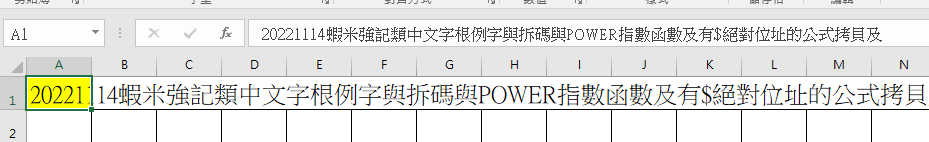 A1
fx
20221114蝦米強記類中文字根例字與拆碼與POWER指數函數及有$絕對位址的公式拷貝及
A B C D E F G H I J K L M N
1 20221114蝦米強記類中文字根例字與拆碼與POWER指數函數及有$絕對位址的公式拷貝
2